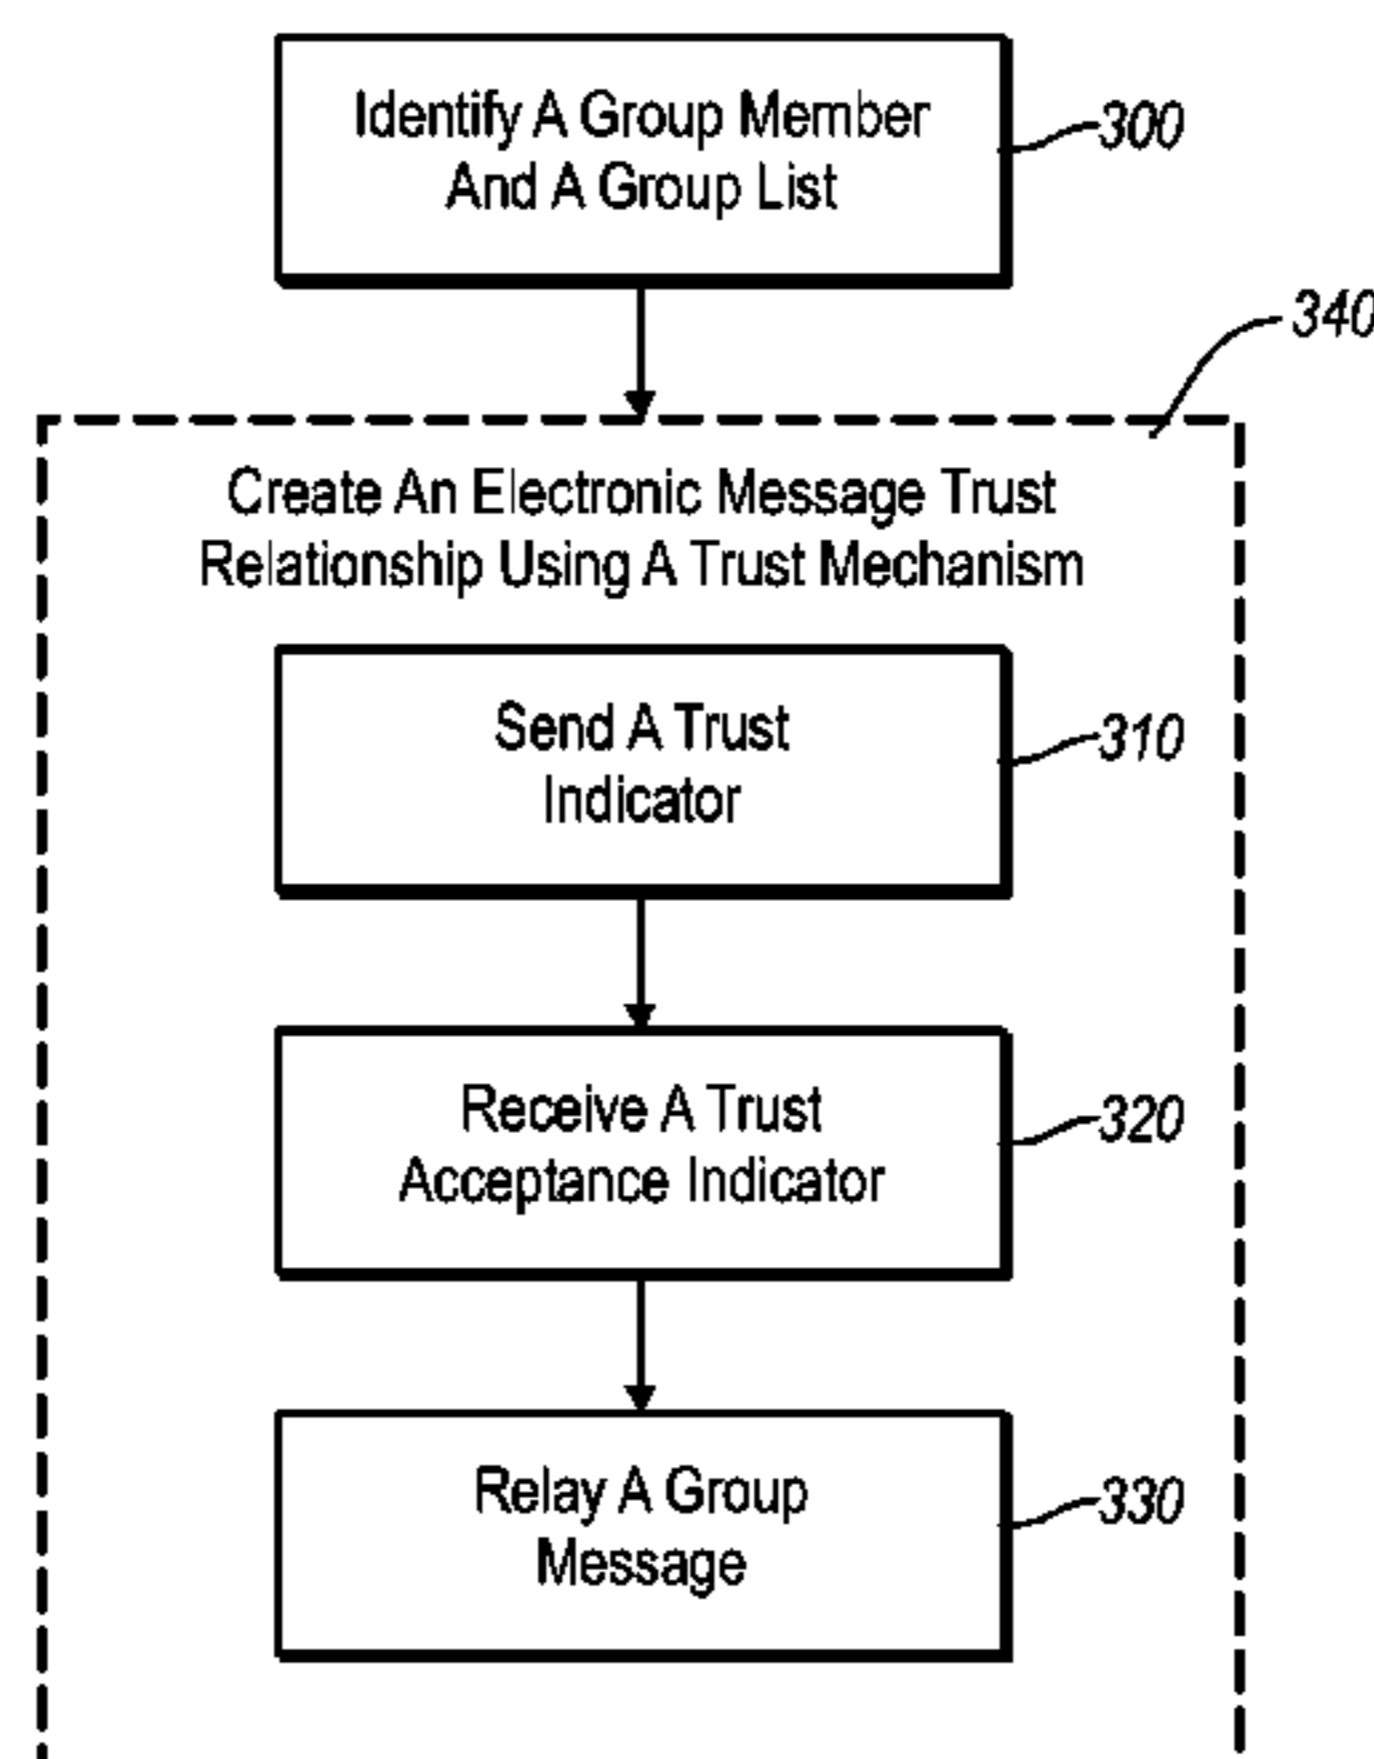 Identify A Group Member
And A Group List
300
340
Create An Electronic Message Trust
Relationship Using A Trust Mechanism
Send A Trust
Indicator
310
Receive A Trust
Acceptance Indicator
320
Relay A Group
Message
330